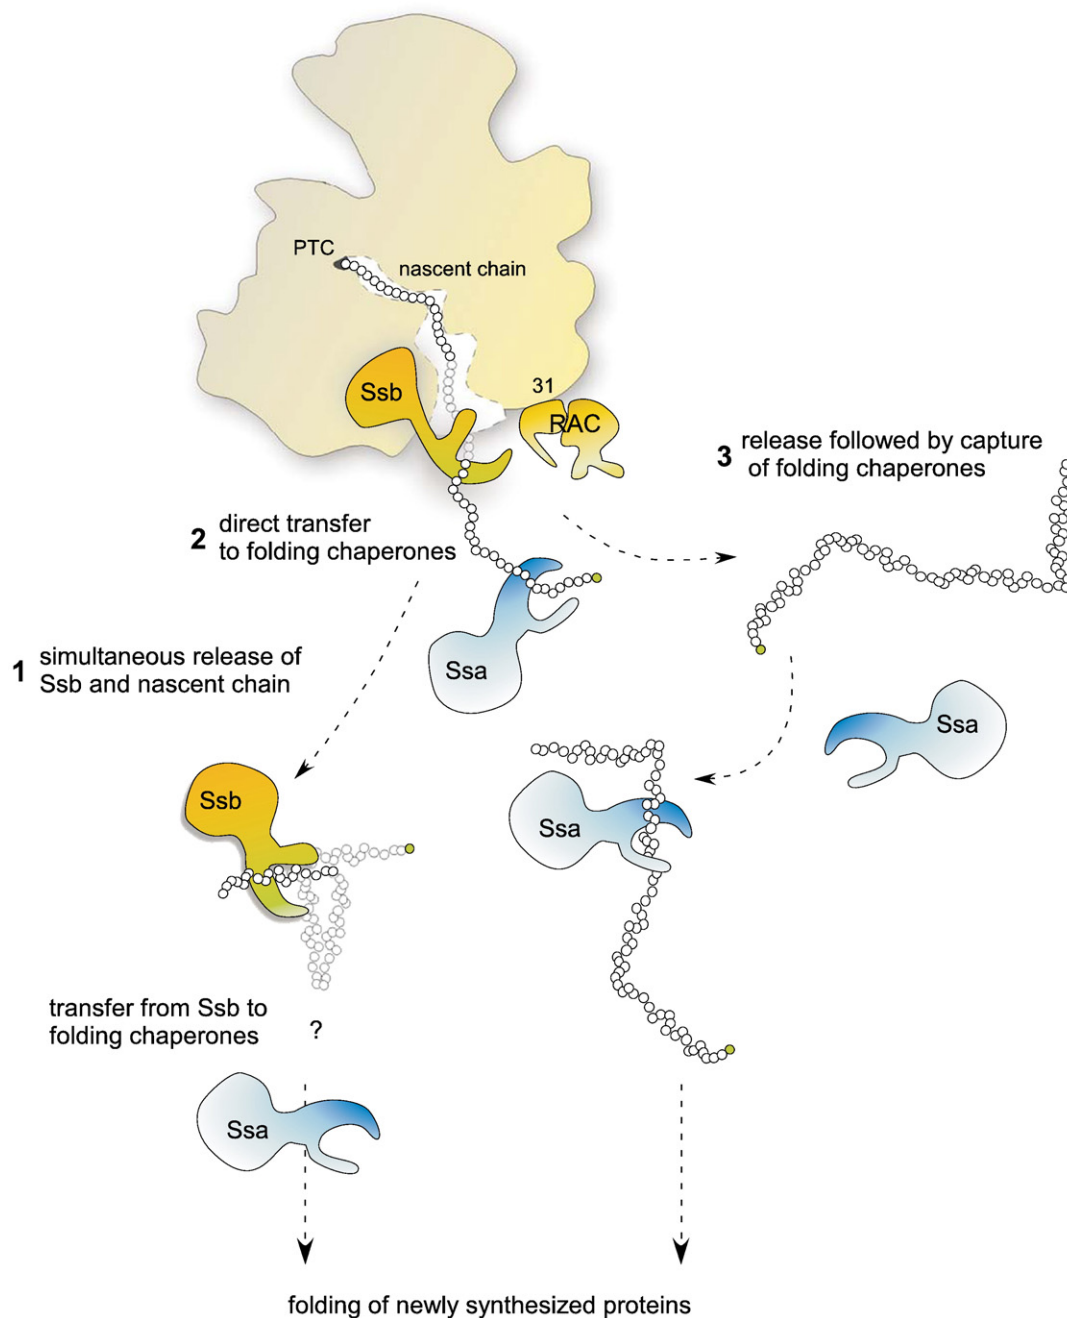 PTC
nascent chain
Ssb
31
RAC
3 release followed by capture
of folding chaperones
2 direct transfer
to folding chaperones
Ssa
1 simultaneous release of
Ssb and nascent chain
Ssa
Ssb
Ssa
transfer from Ssb to
folding chaperones
?
Ssa
folding of newly synthesized proteins